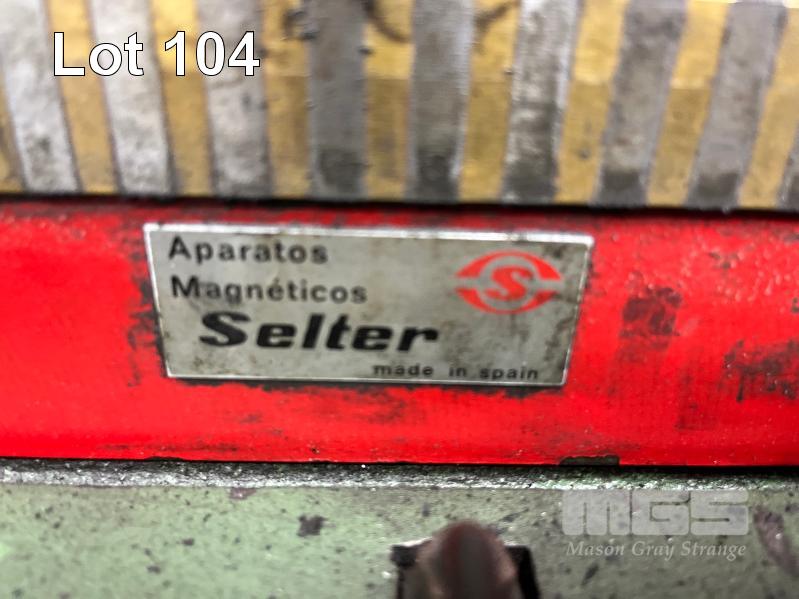 Lot 104
Aparatos
Magnéticos
Selter
S
made in spain
MGS
Mason Gray Strange